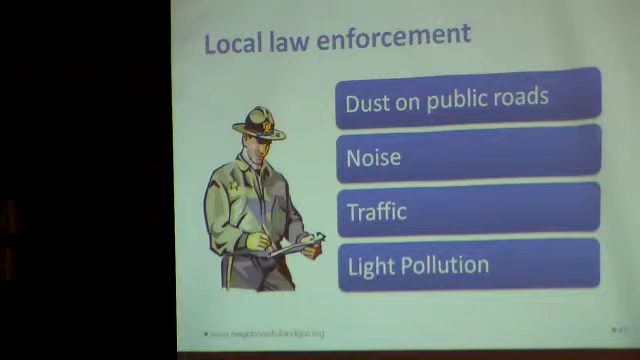 Local law enforcement
Dust on public roads
Noise
Traffic
Light Pollution